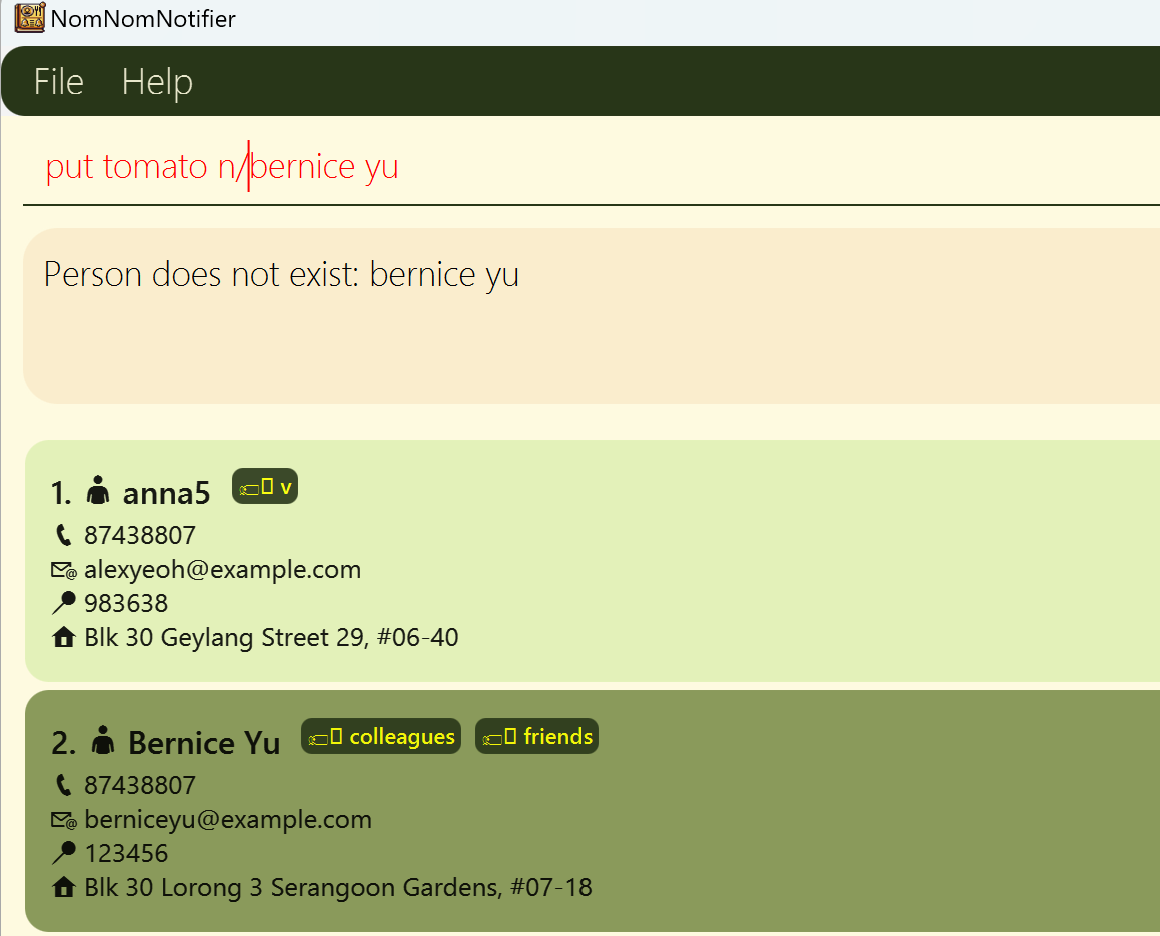 NomNomNotifier
File Help
put tomato n/bernice yu
Person does not exist: bernice yu
1. anna5 v
87438807
alexyeoh@example.com
983638
Blk 30 Geylang Street 29, #06-40
2. Bernice Yu colleagues friends
87438807
berniceyu@example.com
123456
Blk 30 Lorong 3 Serangoon Gardens, #07-18